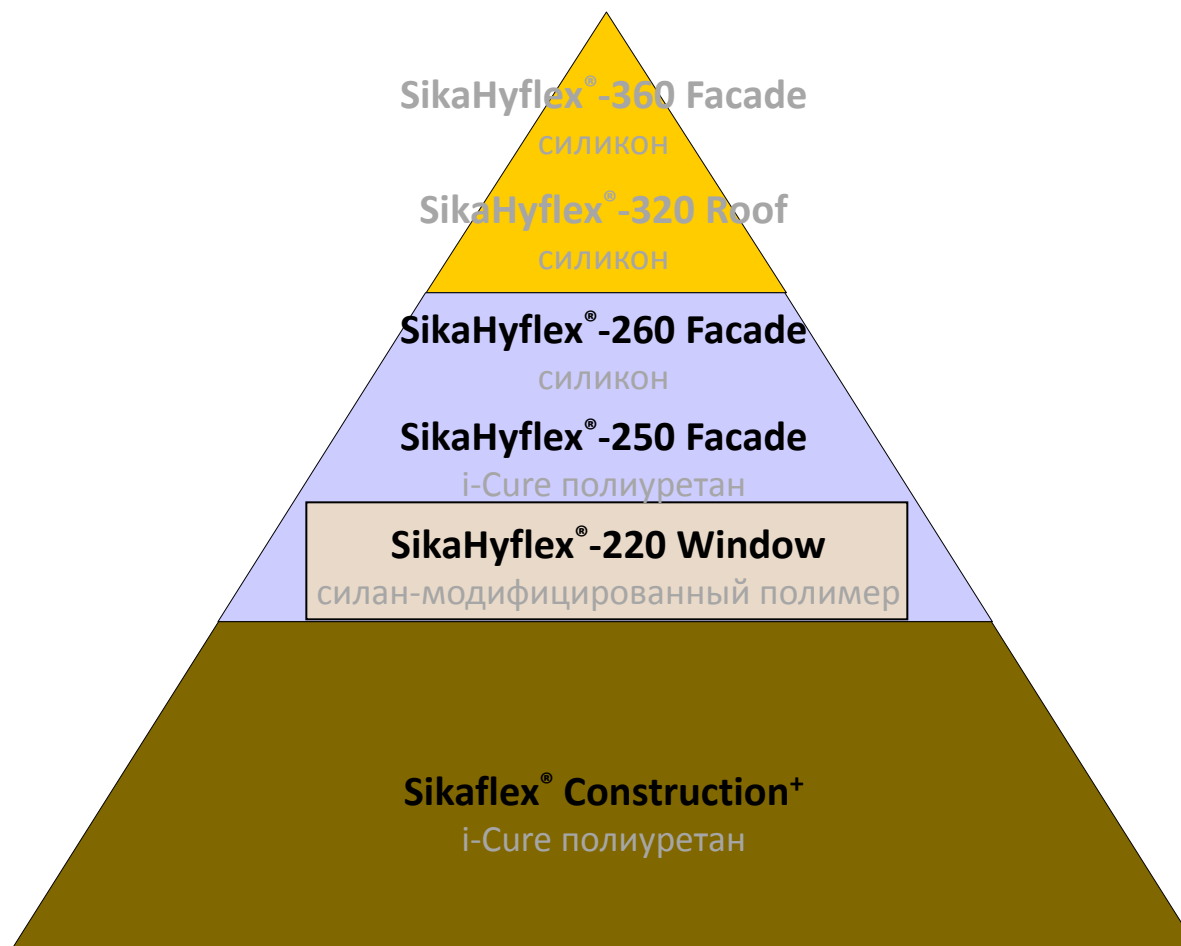 SikaHyflex®-360 Facade
силикон
SikaHyflex®-320 Roof
силикон
SikaHyflex®-260 Facade
силикон
SikaHyflex®-250 Facade
i-Cure полиуретан
SikaHyflex®-220 Window
силан-модифицированный полимер
Sikaflex® Construction⁺
i-Cure полиуретан